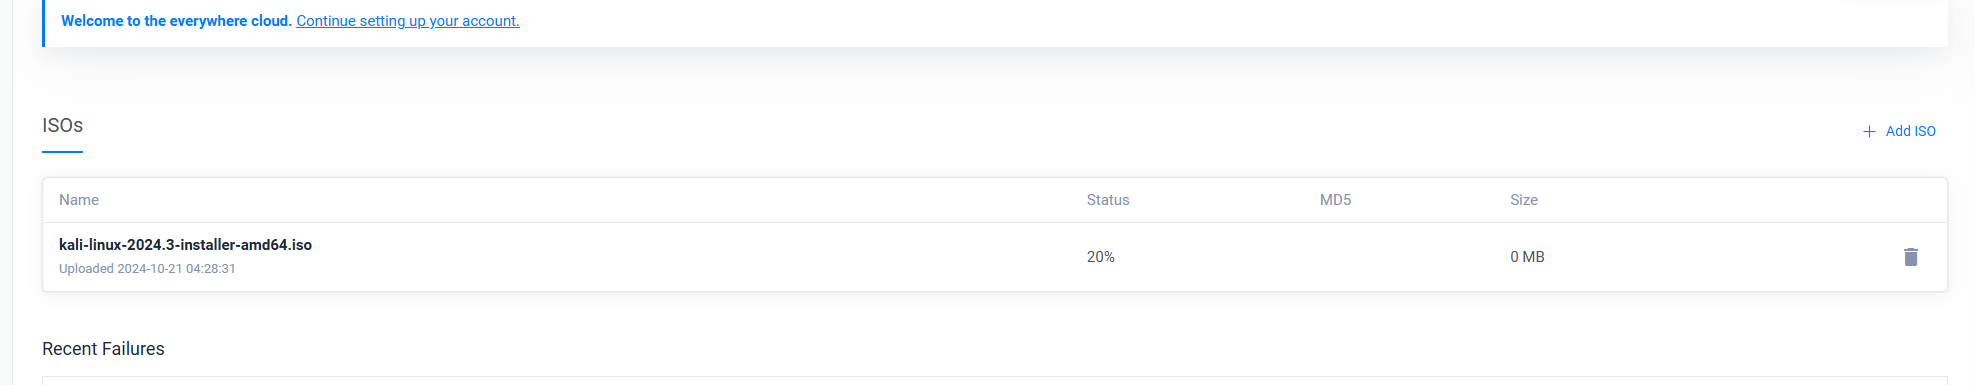 Welcome to the everywhere cloud. Continue setting up your account.
ISOs
Add ISO
Name Status MD5 Size
kali-linux-2024.3-installer-amd64.iso
Uploaded 2024-10-21 04:28:31
20% 0 MB
Recent Failures